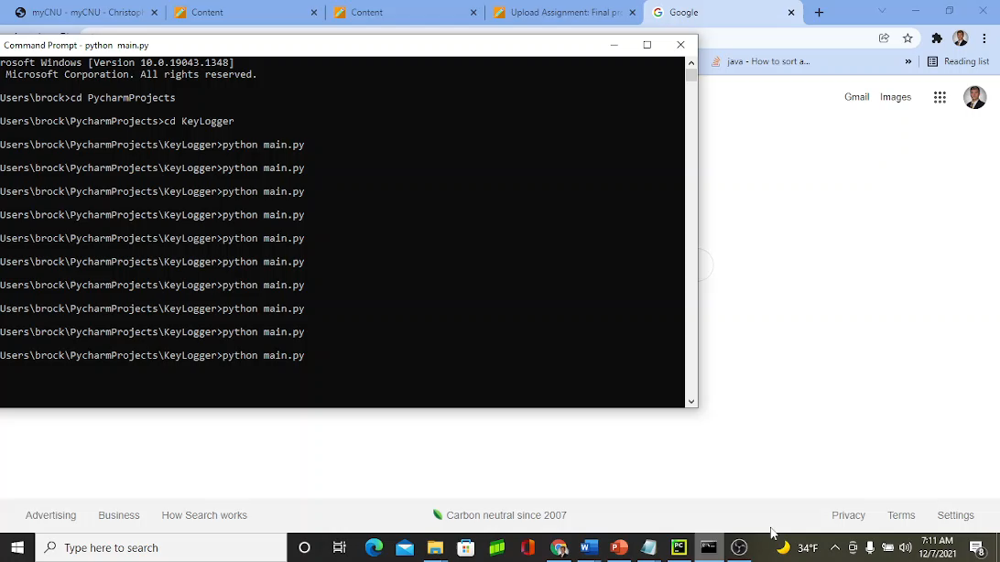 myCNU - myCNU - Christoph
Content
Content
Upload Assignment: Final pro
Google
Command Prompt - python  main.py
java - How to sort a...
»
Reading list
rosoft Windows [Version 10.0.19043.1348]
Microsoft Corporation. All rights reserved.
Gmail
Images
Users\brock>cd PycharmProjects
Users\brock\PycharmProjects>cd KeyLogger
Users\brock\PycharmProjects\KeyLogger>python main.py
Users\brock\PycharmProjects\KeyLogger>python main.py
Users\brock\PycharmProjects\KeyLogger>python main.py
Users\brock\PycharmProjects\KeyLogger>python main.py
Users\brock\PycharmProjects\KeyLogger>python main.py
Users\brock\PycharmProjects\KeyLogger>python main.py
Users\brock\PycharmProjects\KeyLogger>python main.py
Users\brock\PycharmProjects\KeyLogger>python main.py
Users\brock\PycharmProjects\KeyLogger>python main.py
Users\brock\PycharmProjects\KeyLogger>python main.py
Advertising
Business
How Search works
Carbon neutral since 2007
Privacy
Terms
Settings
Type here to search
34°F
7:11 AM
12/7/2021